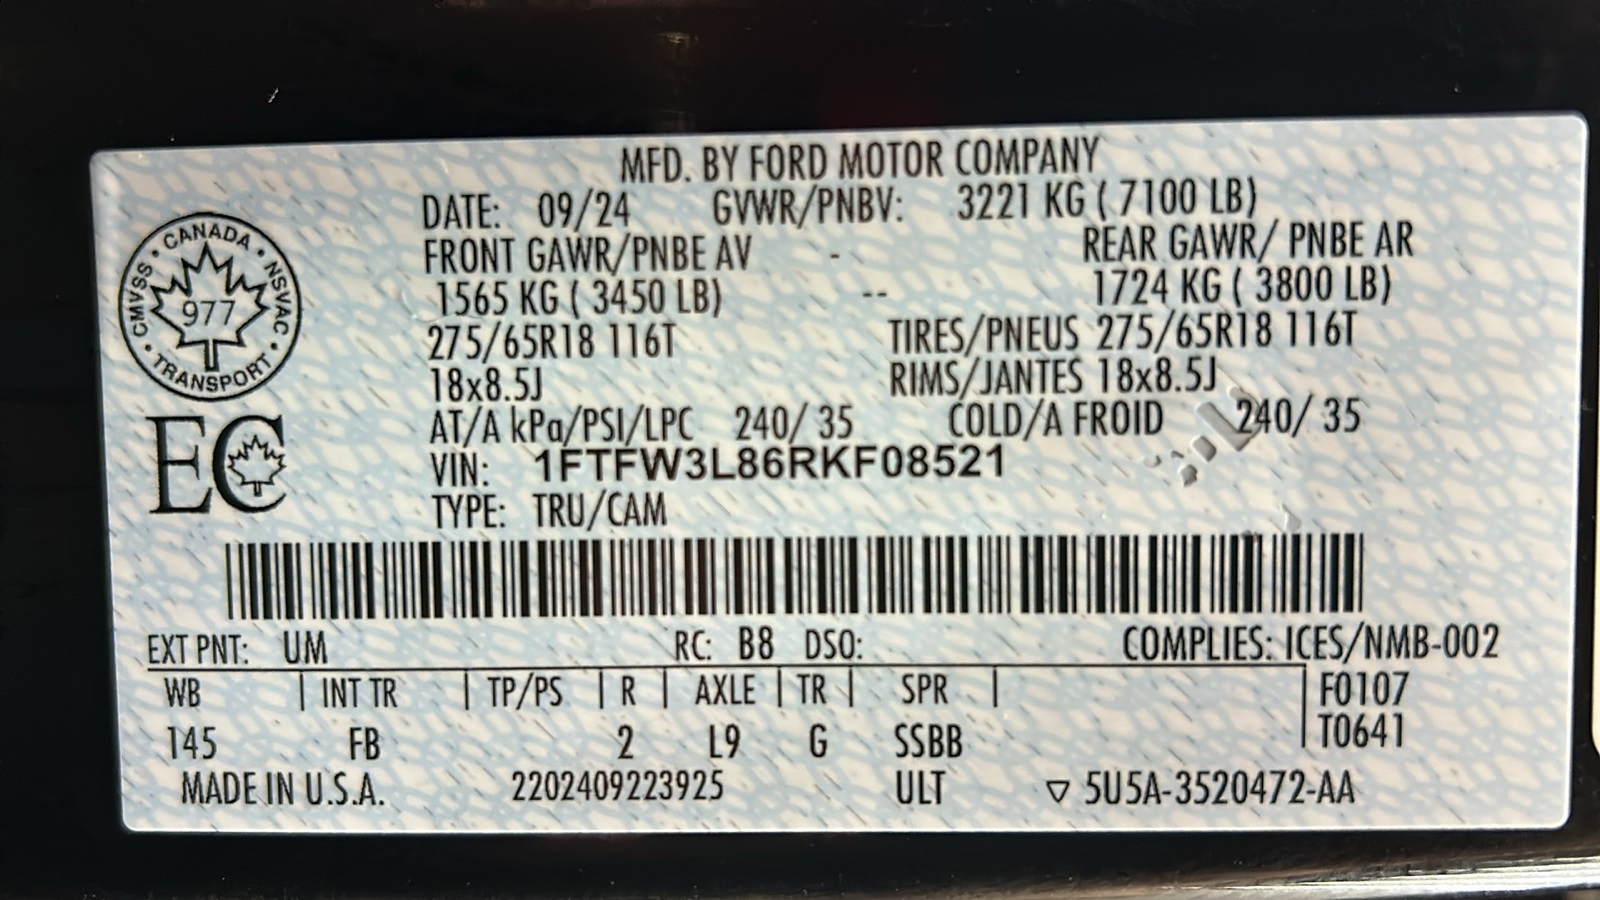 MFD. BY FORD MOTOR COMPANY
DATE: 09/24 GVWR/PNBV: 3221 KG ( 7100 LB)
FRONT GAWR/PNBE AV - REAR GAWR/ PNBE AR
1565 KG ( 3450 LB) -- 1724 KG ( 3800 LB)
275/65R18 116T TIRES/PNEUS 275/65R18 116T
18x8.5J RIMS/JANTES 18x8.5J
AT/A kPa/PSI/LPC 240/ 35 COLD/A FROID 240/ 35
VIN: 1FTFW3L86RKF08521
TYPE: TRU/CAM
CANADA • NSVAC • TRANSPORT • CMVSS •
977
EC
EXT PNT: UM RC: B8 DSO: COMPLIES: ICES/NMB-002
WB | INT TR | TP/PS | R | AXLE | TR | SPR | F0107
T0641
145 FB 2 L9 G SSBB
MADE IN U.S.A. 2202409223925 ULT ▽ 5U5A-3520472-AA